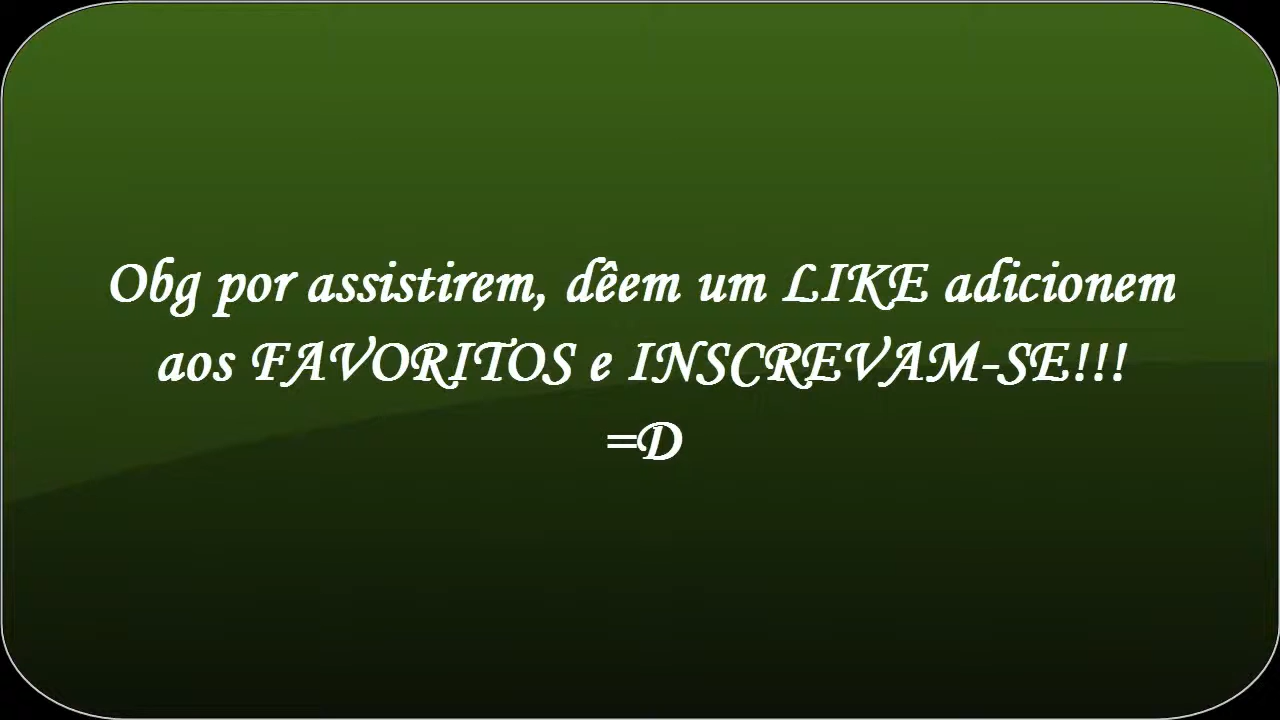 Obg por assistirem, dêem um LIKE adicionem
aos FAVORITOS e INSCREVAM-SE!!!
=D